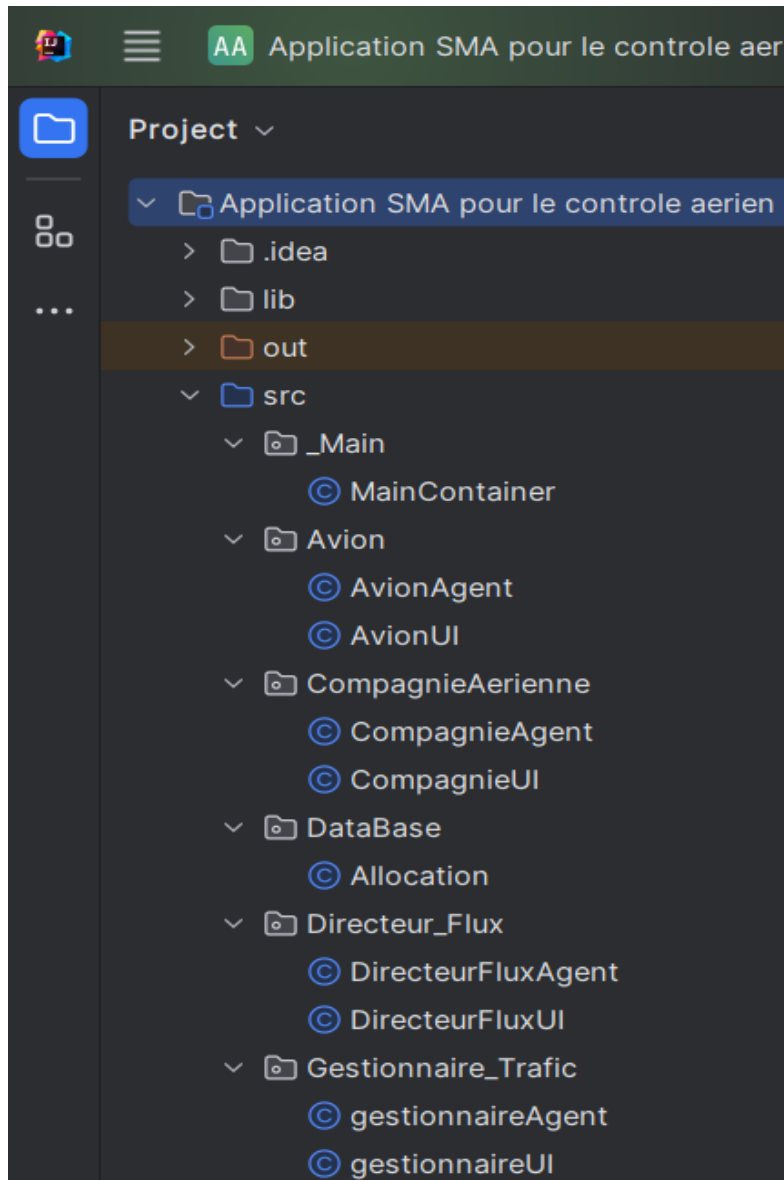 AA Application SMA pour le controle aer
Project
Application SMA pour le controle aerien
.idea
lib
out
src
_Main
MainContainer
Avion
AvionAgent
AvionUI
CompagnieAerienne
CompagnieAgent
CompagnieUI
DataBase
Allocation
Directeur_Flux
DirecteurFluxAgent
DirecteurFluxUI
Gestionnaire_Trafic
gestionnaireAgent
gestionnaireUI